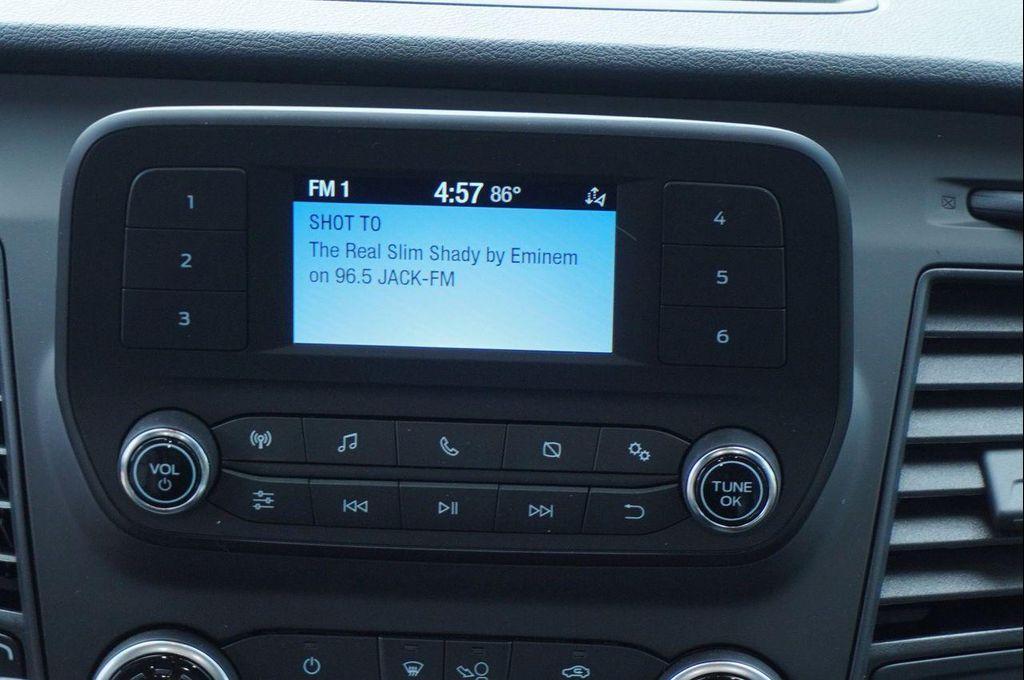 FM 1 4:57 86°
SHOT TO
The Real Slim Shady by Eminem
on 96.5 JACK-FM
1
2
3
4
5
6
VOL
TUNE
OK